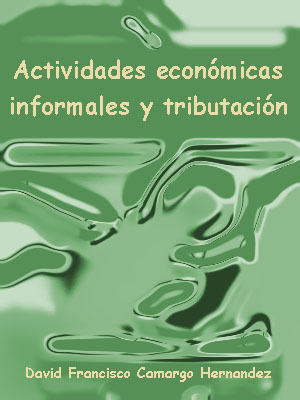 Actividades económicas
informales y tributación
David Francisco Camargo Hernandez